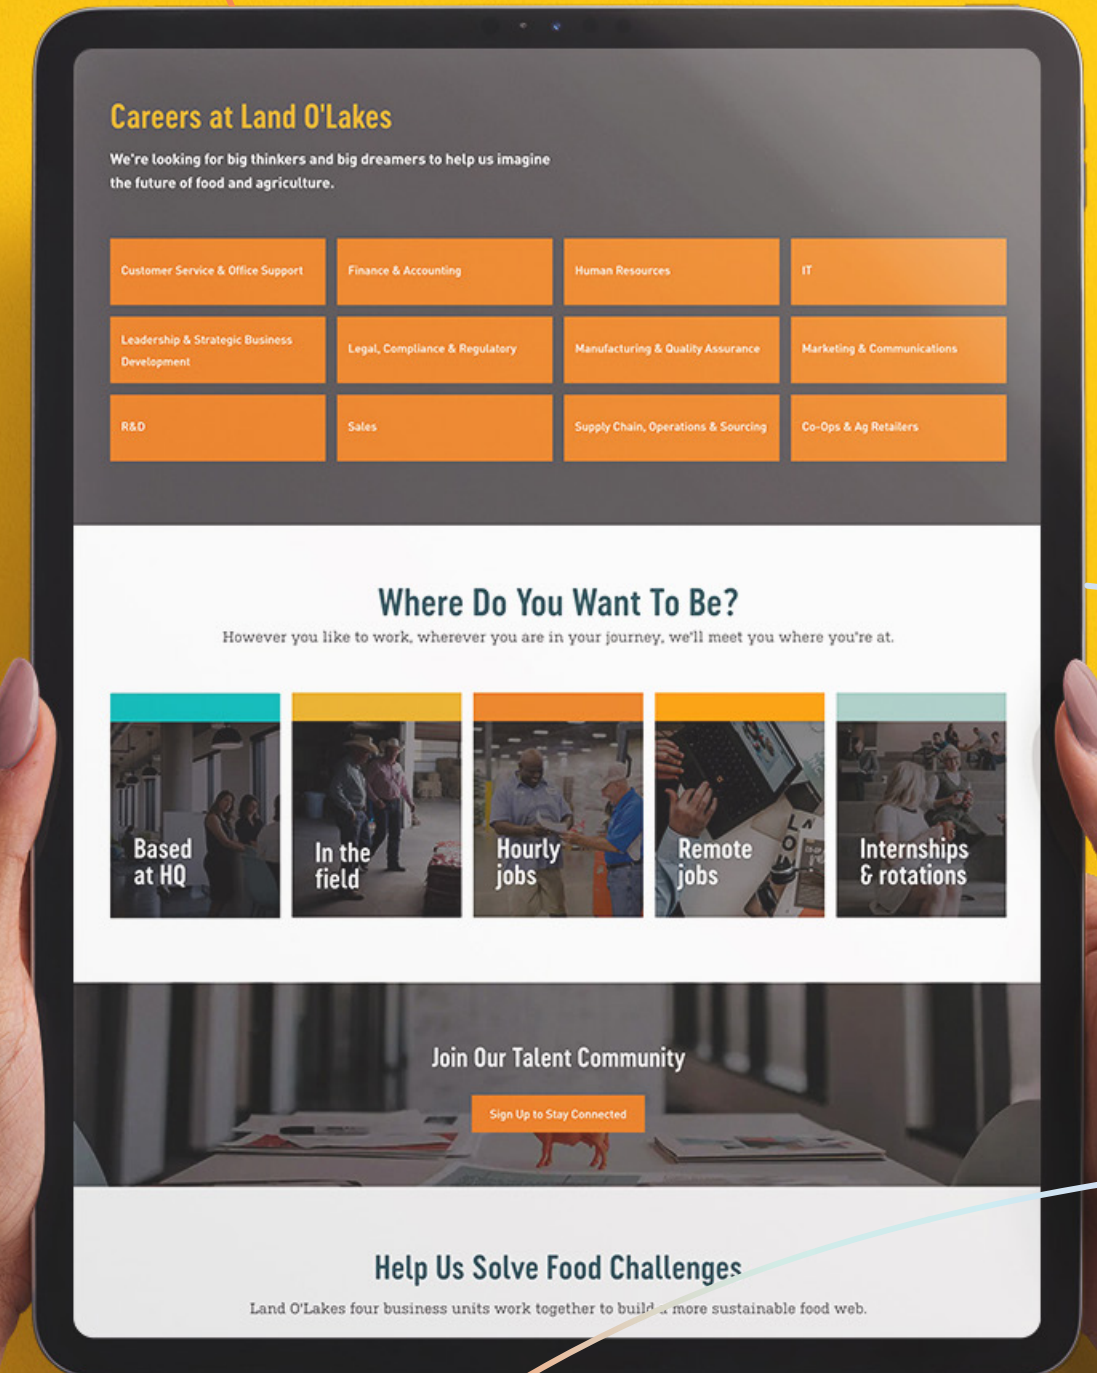 Careers at Land O'Lakes
We're looking for big thinkers and big dreamers to help us imagine
the future of food and agriculture.
Customer Service & Office Support
Finance & Accounting
Human Resources
IT
Leadership & Strategic Business
Development
Legal, Compliance & Regulatory
Manufacturing & Quality Assurance
Marketing & Communications
R&D
Sales
Supply Chain, Operations & Sourcing
Co-Ops & Ag Retailers
Where Do You Want To Be?
However you like to work, wherever you are in your journey, we'll meet you where you're at.
Based
at HQ
In the
field
Hourly
jobs
Remote
jobs
Internships
& rotations
Join Our Talent Community
Sign Up to Stay Connected
Help Us Solve Food Challenges
Land O'Lakes four business units work together to build a more sustainable food web.